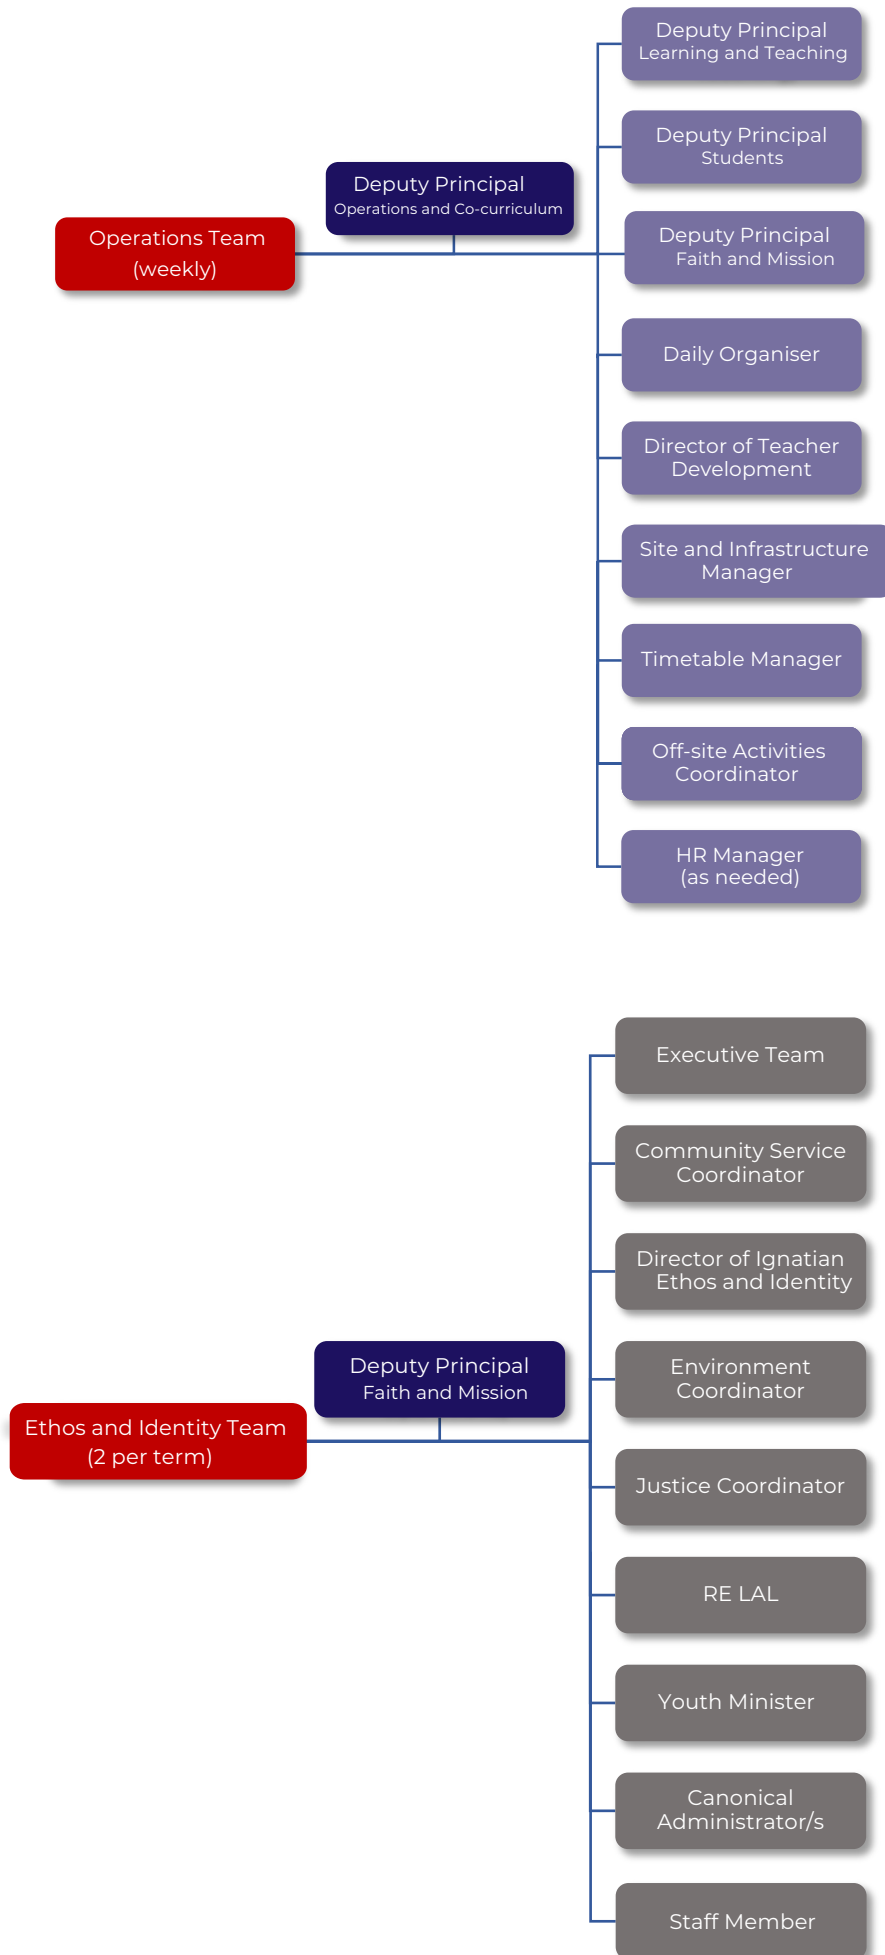 Deputy Principal
Learning and Teaching
Deputy Principal
Students
Deputy Principal
Operations and Co-curriculum
Operations Team
(weekly)
Deputy Principal
Faith and Mission
Daily Organiser
Director of Teacher
Development
Site and Infrastructure
Manager
Timetable Manager
Off-site Activities
Coordinator
HR Manager
(as needed)
Executive Team
Community Service
Coordinator
Director of Ignatian
Ethos and Identity
Deputy Principal
Faith and Mission
Environment
Coordinator
Ethos and Identity Team
(2 per term)
Justice Coordinator
RE LAL
Youth Minister
Canonical
Administrator/s
Staff Member